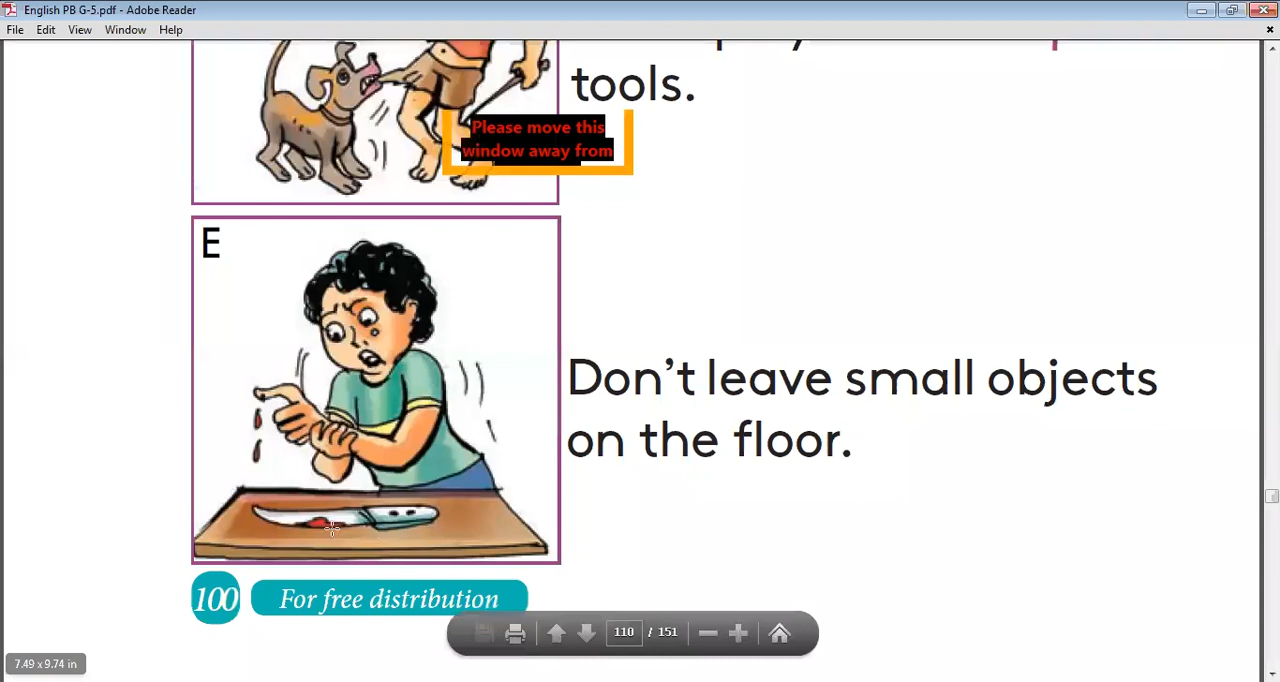 English PB G-5.pdf - Adobe Reader
File Edit View Window Help
tools.
Please move this
window away from
E
Don't leave small objects
on the floor.
100 For free distribution
110 / 151
7.49 x 9.74 in